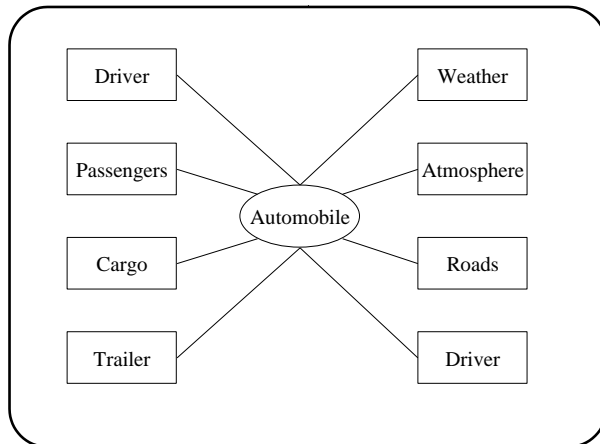 Driver
Weather
Passengers
Atmosphere
Automobile
Cargo
Roads
Trailer
Driver